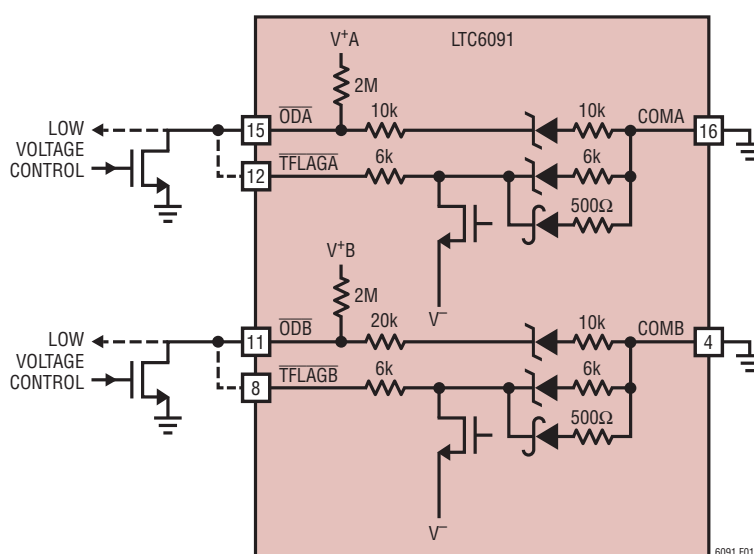 LTC6091
V+A
2M
10k
10k
ODA
COMA
15
16
LOW
VOLTAGE
CONTROL
TFLAGA
12
6k
6k
500Ω
V–
V+B
2M
20k
10k
ODB
COMB
11
4
LOW
VOLTAGE
CONTROL
TFLAGB
8
6k
6k
500Ω
V–
6091 F01